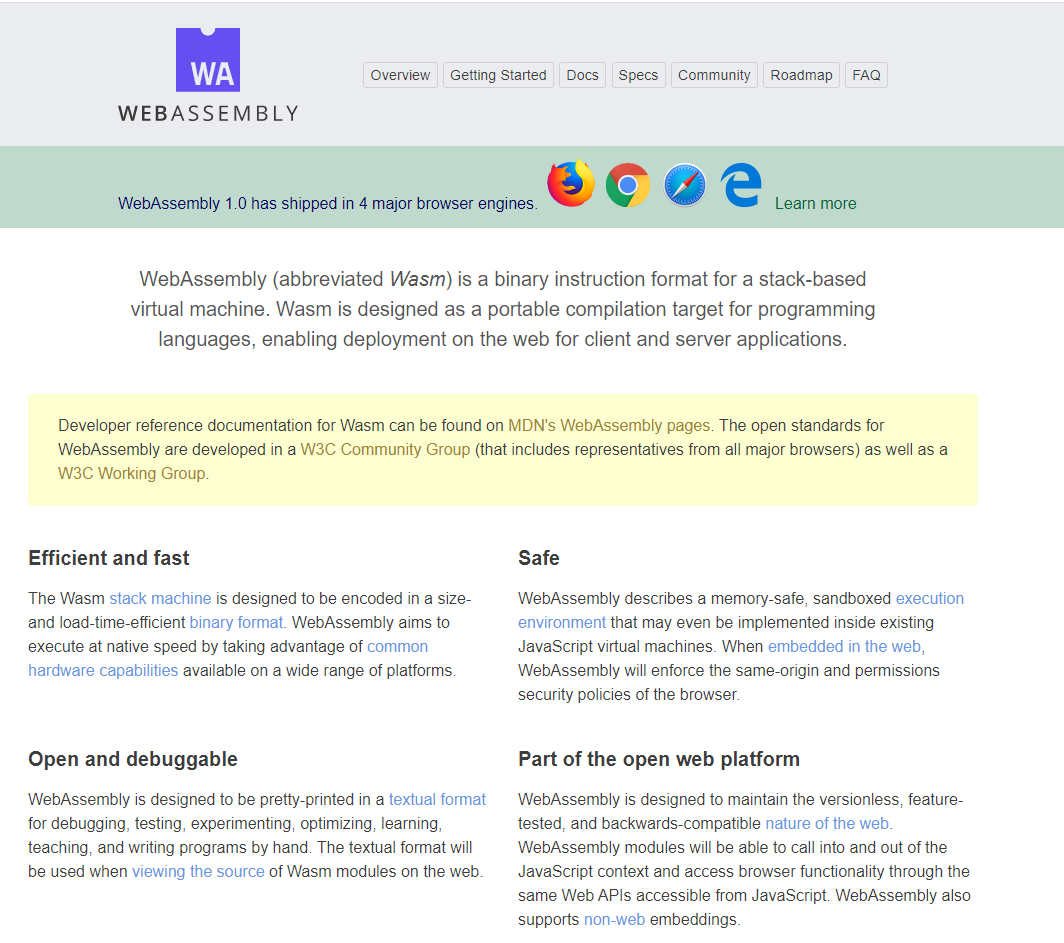 WA
WEBASSEMBLY
Overview Getting Started Docs Specs Community Roadmap FAQ
WebAssembly 1.0 has shipped in 4 major browser engines. Learn more
WebAssembly (abbreviated Wasm) is a binary instruction format for a stack-based
virtual machine. Wasm is designed as a portable compilation target for programming
languages, enabling deployment on the web for client and server applications.
Developer reference documentation for Wasm can be found on MDN's WebAssembly pages. The open standards for
WebAssembly are developed in a W3C Community Group (that includes representatives from all major browsers) as well as a
W3C Working Group.
Efficient and fast
The Wasm stack machine is designed to be encoded in a size-
and load-time-efficient binary format. WebAssembly aims to
execute at native speed by taking advantage of common
hardware capabilities available on a wide range of platforms.
Safe
WebAssembly describes a memory-safe, sandboxed execution
environment that may even be implemented inside existing
JavaScript virtual machines. When embedded in the web,
WebAssembly will enforce the same-origin and permissions
security policies of the browser.
Open and debuggable
WebAssembly is designed to be pretty-printed in a textual format
for debugging, testing, experimenting, optimizing, learning,
teaching, and writing programs by hand. The textual format will
be used when viewing the source of Wasm modules on the web.
Part of the open web platform
WebAssembly is designed to maintain the versionless, feature-
tested, and backwards-compatible nature of the web.
WebAssembly modules will be able to call into and out of the
JavaScript context and access browser functionality through the
same Web APIs accessible from JavaScript. WebAssembly also
supports non-web embeddings.